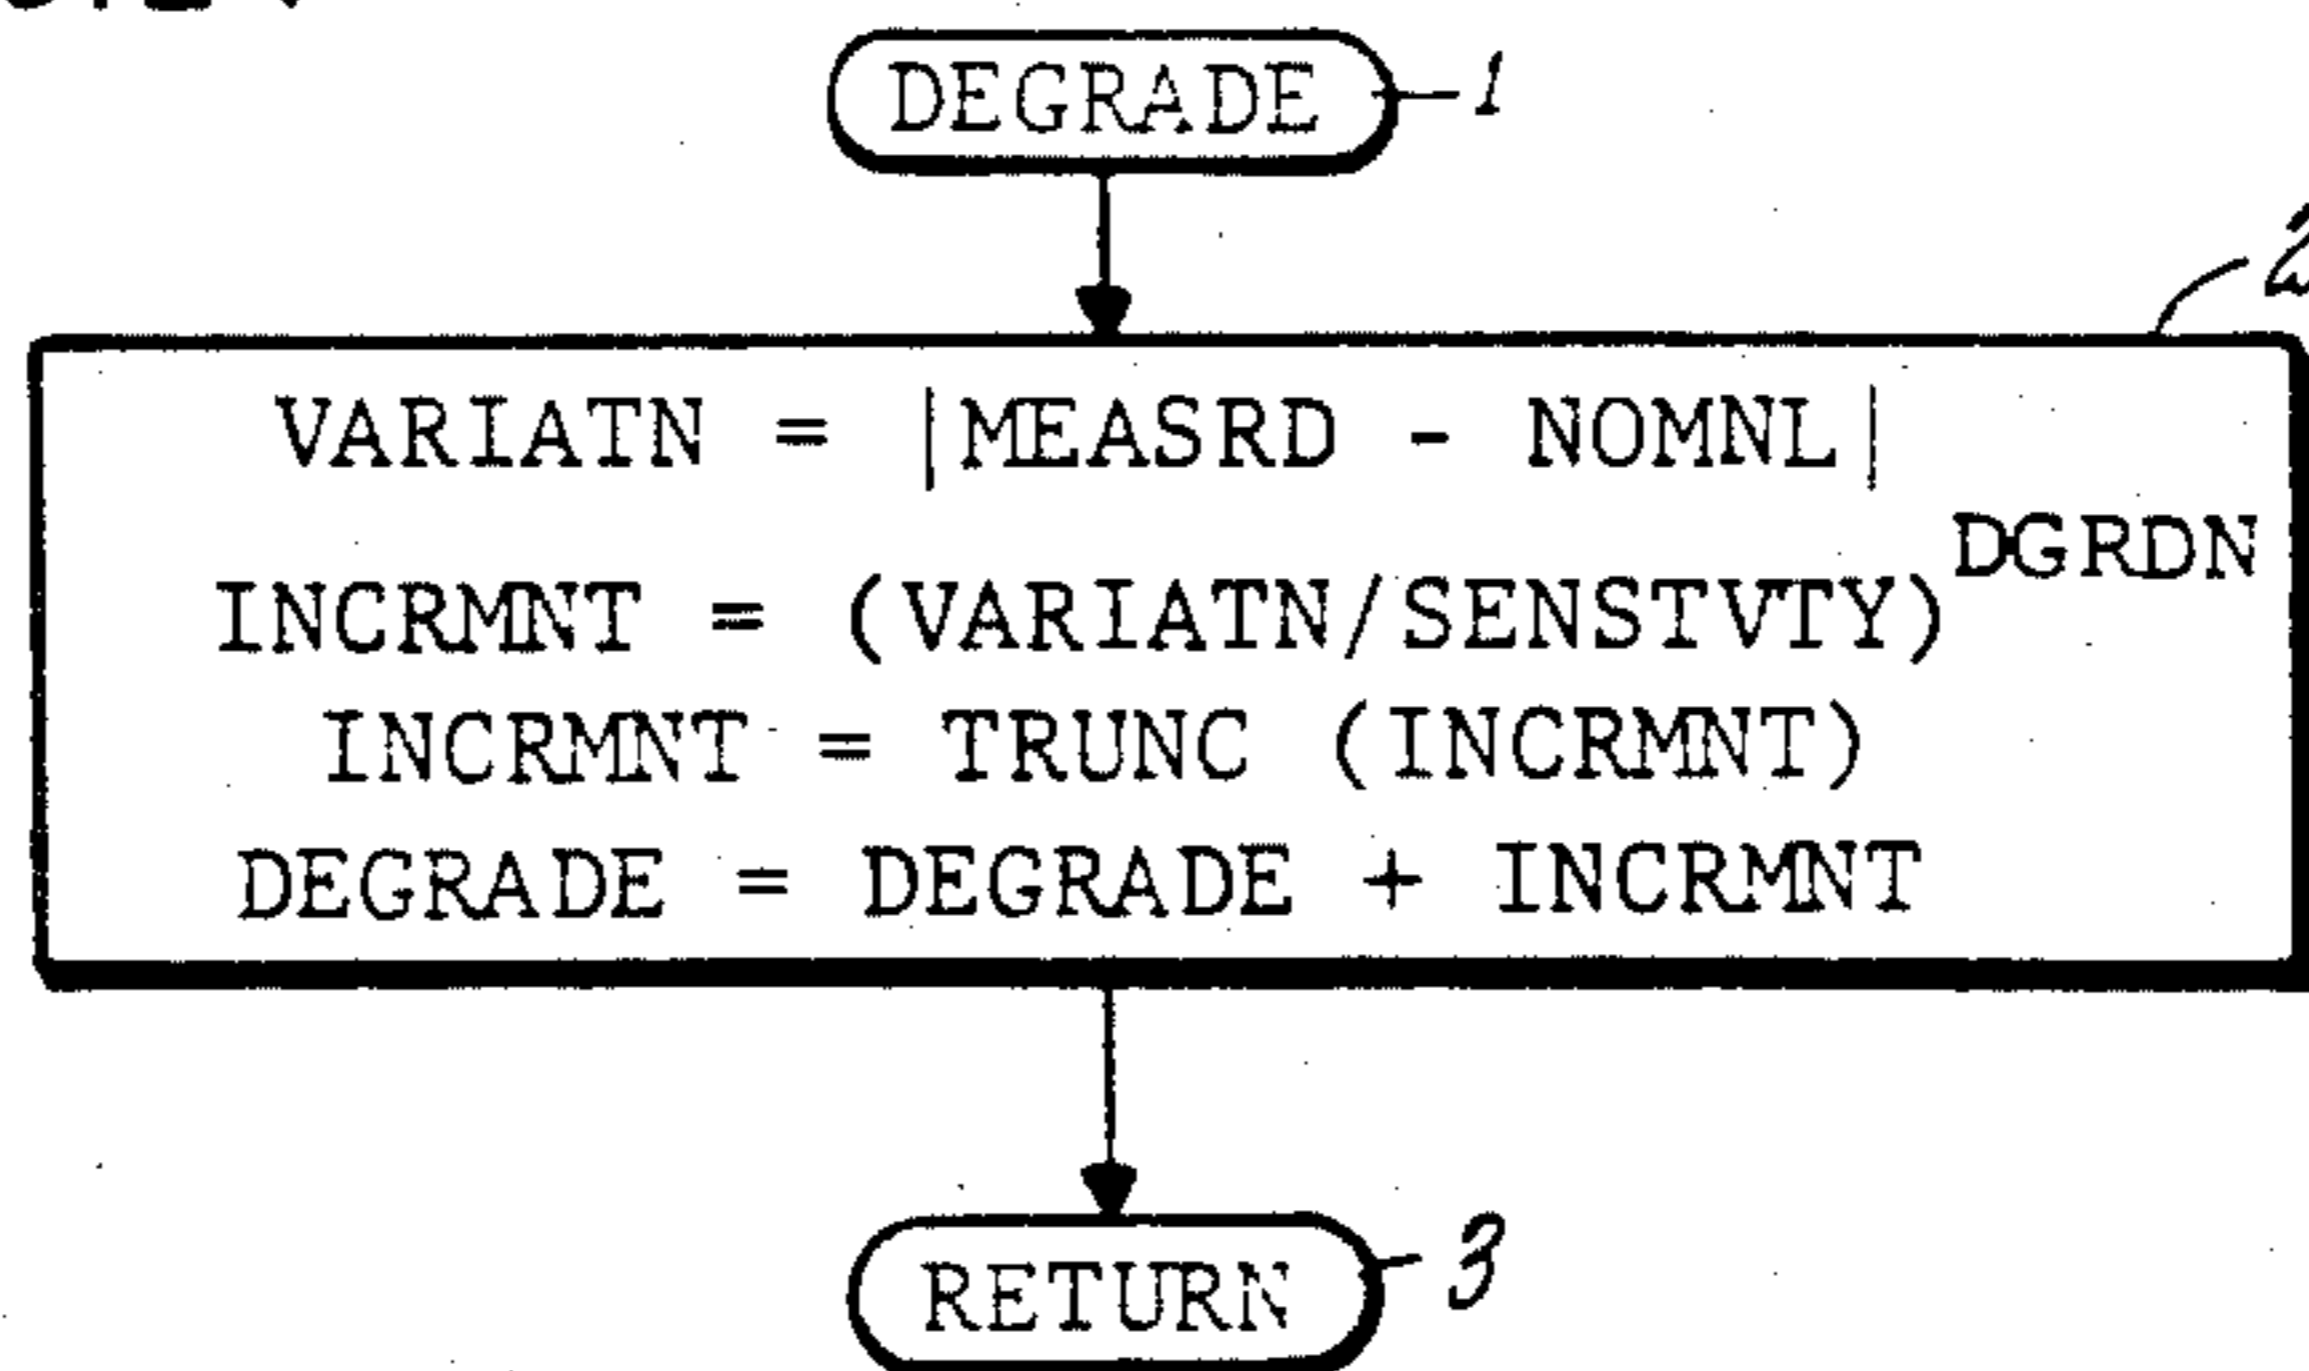 DEGRADE 1
2
VARIATN = |MEASRD - NOMNL|
INCRMNT = (VARIATN/SENSTVTY)^DGRDN
INCRMNT = TRUNC (INCRMNT)
DEGRADE = DEGRADE + INCRMNT
RETURN 3